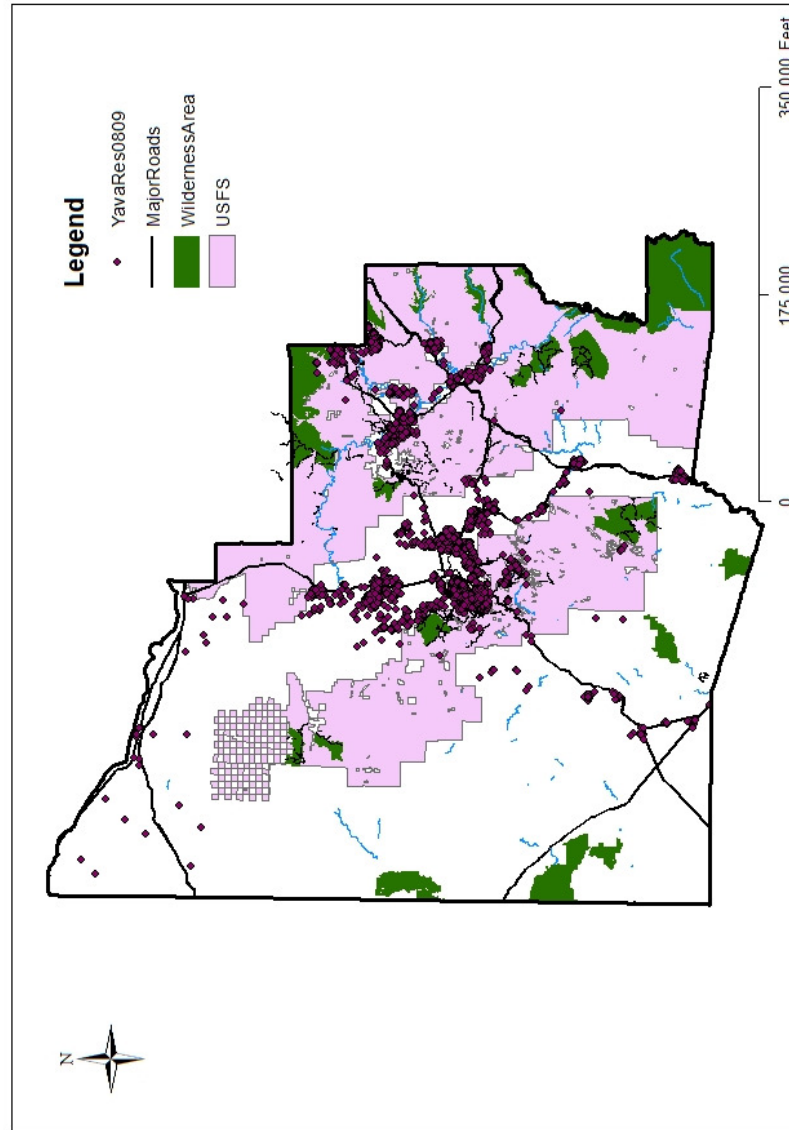 Legend
YavaRes0809
MajorRoads
WildernessArea
USFS
N
0
175,000
350,000 Feet